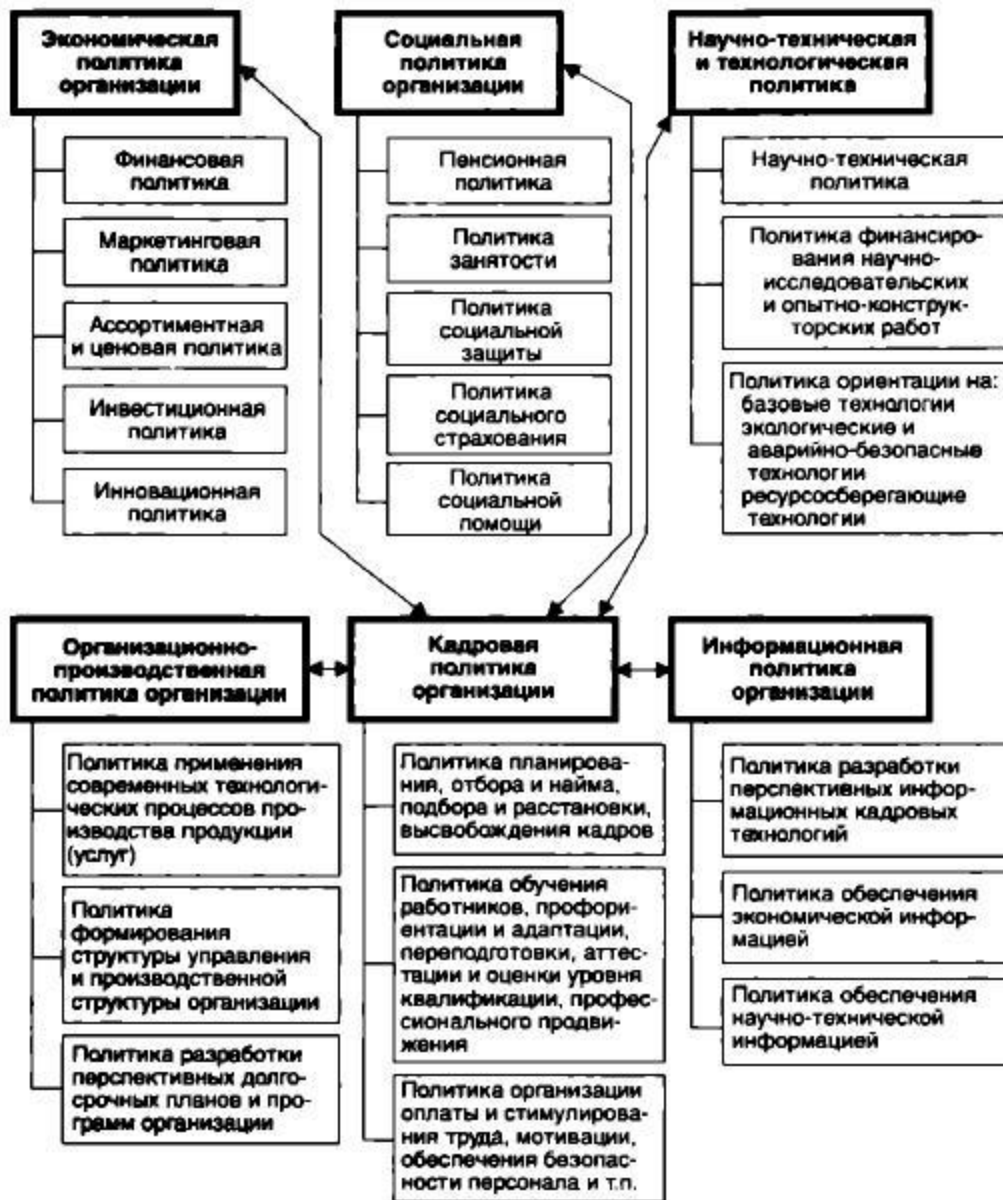 Экономическая
политика
организации
Финансовая
политика
Маркетинговая
политика
Ассортиментная
и ценовая политика
Инвестиционная
политика
Инновационная
политика
Социальная
политика
организации
Пенсионная
политика
Политика
занятости
Политика
социальной
защиты
Политика
социального
страхования
Политика
социальной
помощи
Научно-техническая
и технологическая
политика
Научно-техническая
политика
Политика финансиро-
вания научно-
исследовательских
и опытно-конструк-
торских работ
Политика ориентации на:
базовые технологии
экологические и
аварийно-безопасные
технологии
ресурсосберегающие
технологии
Организационно-
производственная
политика организации
Политика применения
современных технологи-
ческих процессов про-
изводства продукции
(услуг)
Политика
формирования
структуры управления
и производственной
структуры организации
Политика разработки
перспективных долго-
срочных планов и про-
грамм организации
Кадровая
политика
организации
Политика планирова-
ния, отбора и найма,
подбора и расстановки,
высвобождения кадров
Политика обучения
работников, профори-
ентации и адаптации,
переподготовки, аттес-
тации и оценки уровня
квалификации, профес-
сионального продви-
жения
Политика организации
оплаты и стимулирова-
ния труда, мотивации,
обеспечения безопас-
ности персонала и т.п.
Информационная
политика
организации
Политика разработки
перспективных инфор-
мационных кадровых
технологий
Политика обеспечения
экономической инфор-
мацией
Политика обеспечения
научно-технической
информацией